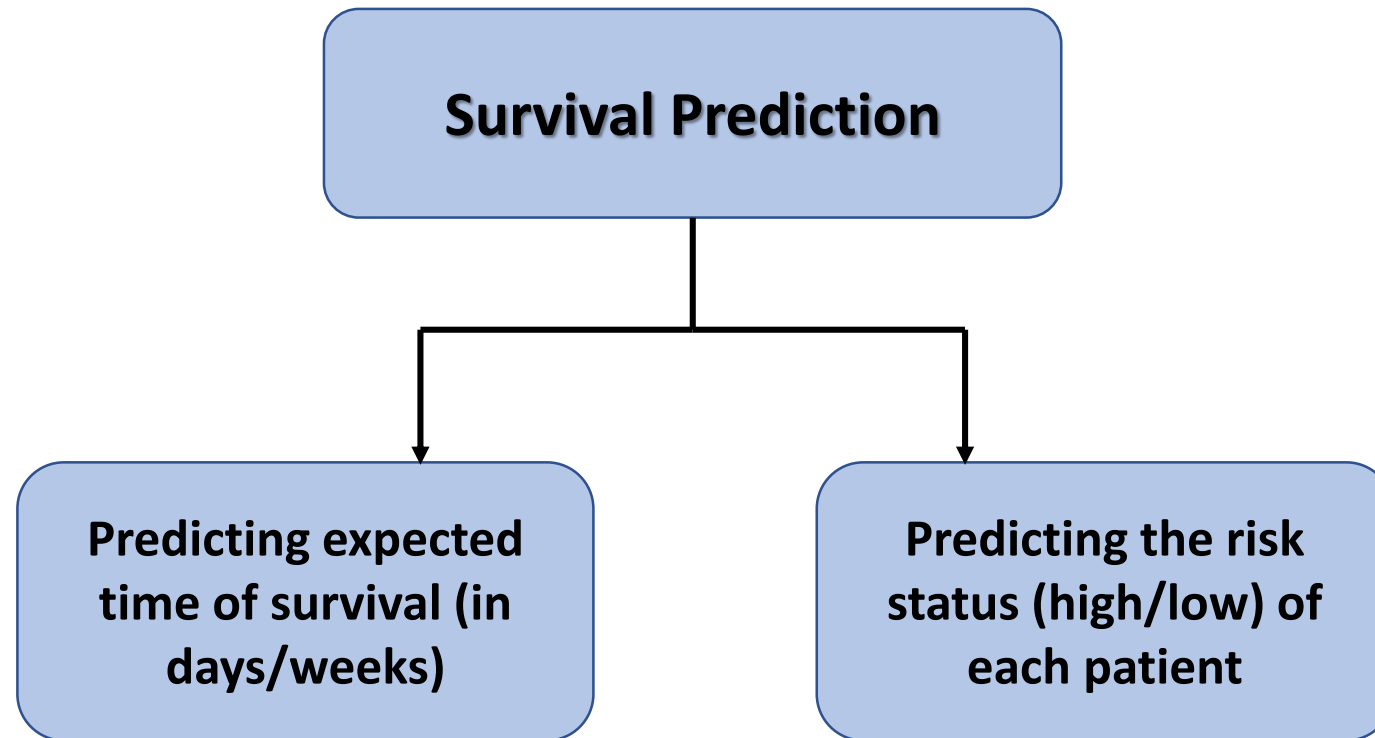 Survival Prediction
Predicting expected
time of survival (in
days/weeks)
Predicting the risk
status (high/low) of
each patient